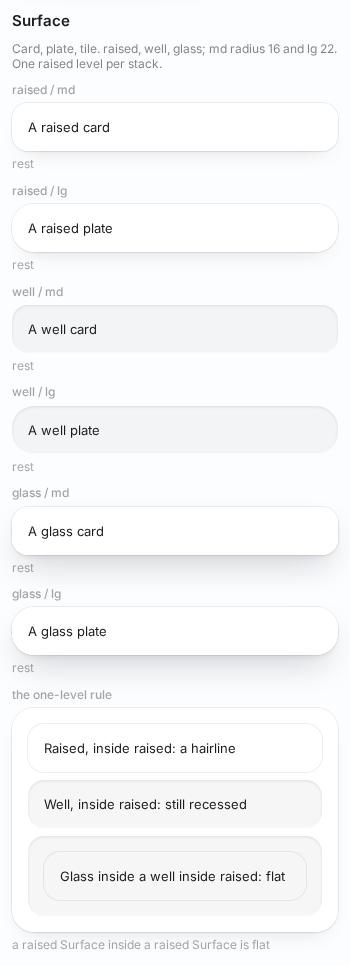 Surface
Card, plate, tile. raised, well, glass; md radius 16 and lg 22.
One raised level per stack.
raised / md
A raised card
rest
raised / lg
A raised plate
rest
well / md
A well card
rest
well / lg
A well plate
rest
glass / md
A glass card
rest
glass / lg
A glass plate
rest
the one-level rule
Raised, inside raised: a hairline
Well, inside raised: still recessed
Glass inside a well inside raised: flat
a raised Surface inside a raised Surface is flat